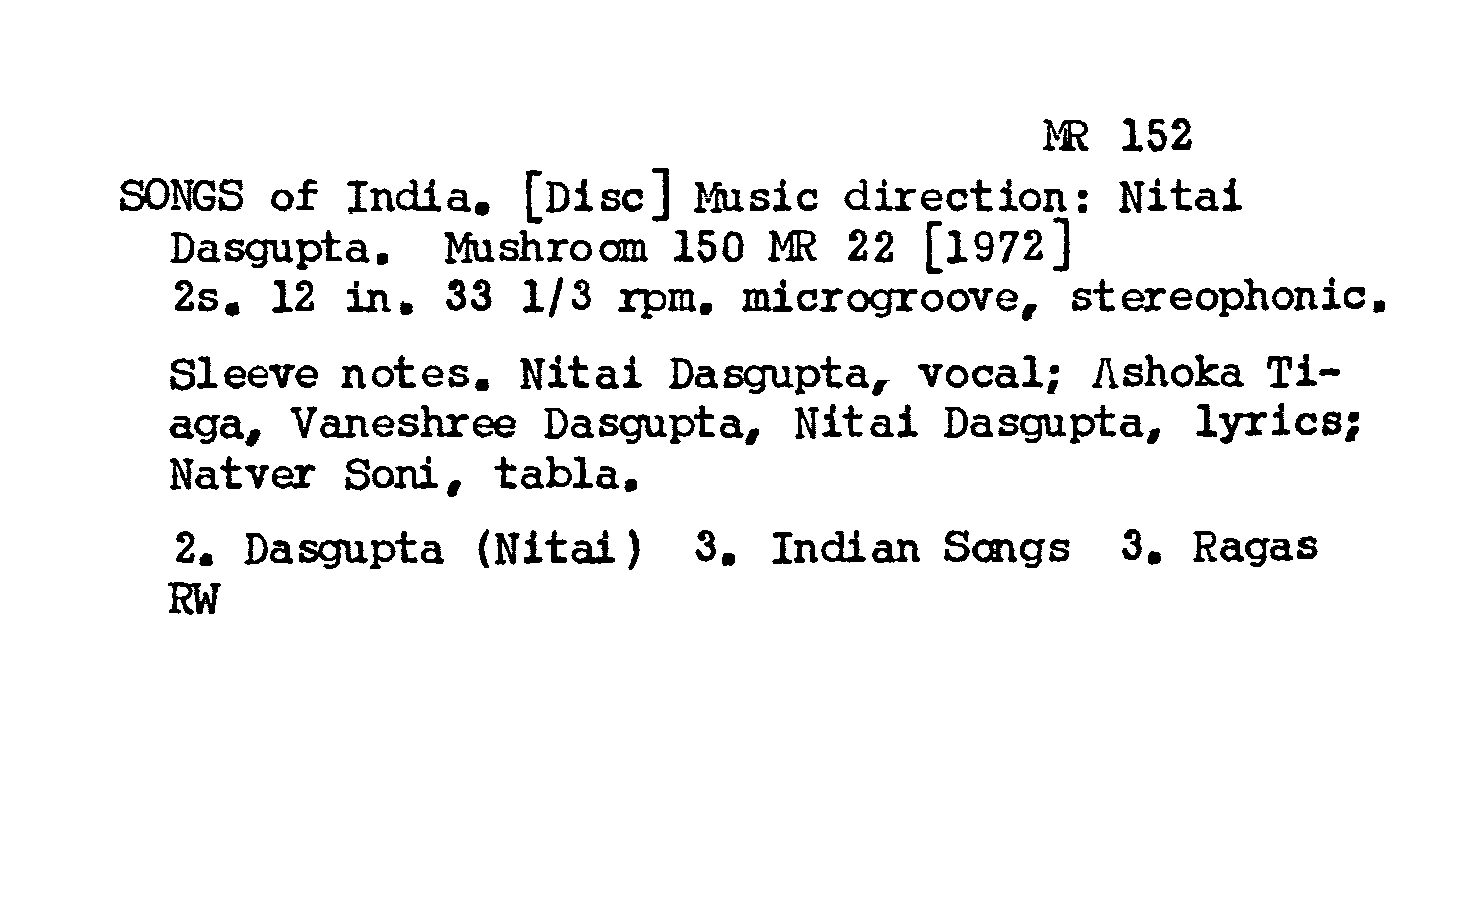 MR 152
SONGS of India. [Disc] Music direction: Nitai
Dasgupta. Mushroom 150 MR 22 [1972]
2s. 12 in. 33 1/3 rpm. microgroove, stereophonic.
Sleeve notes. Nitai Dasgupta, vocal; Ashoka Ti-
aga, Vaneshree Dasgupta, Nitai Dasgupta, lyrics;
Natver Soni, tabla.
2. Dasgupta (Nitai) 3. Indian Songs 3. Ragas
RW